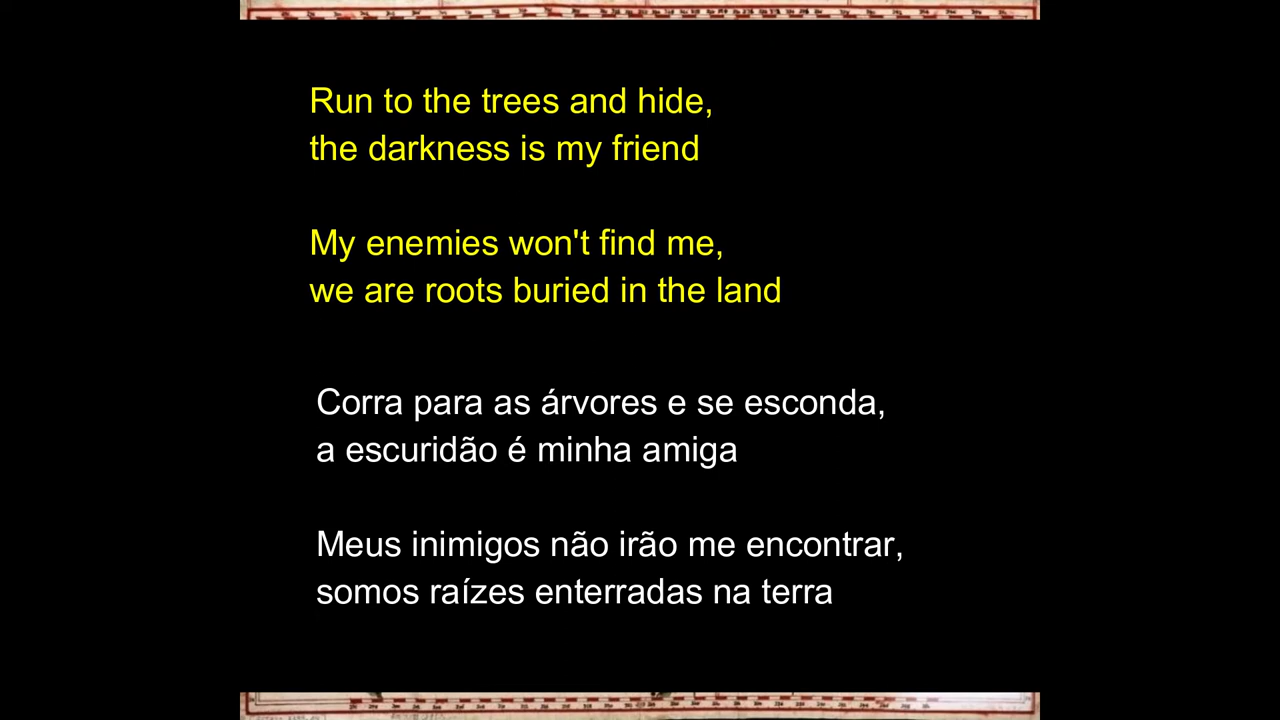 Run to the trees and hide,
the darkness is my friend
My enemies won't find me,
we are roots buried in the land
Corra para as árvores e se esconda,
a escuridão é minha amiga
Meus inimigos não irão me encontrar,
somos raízes enterradas na terra